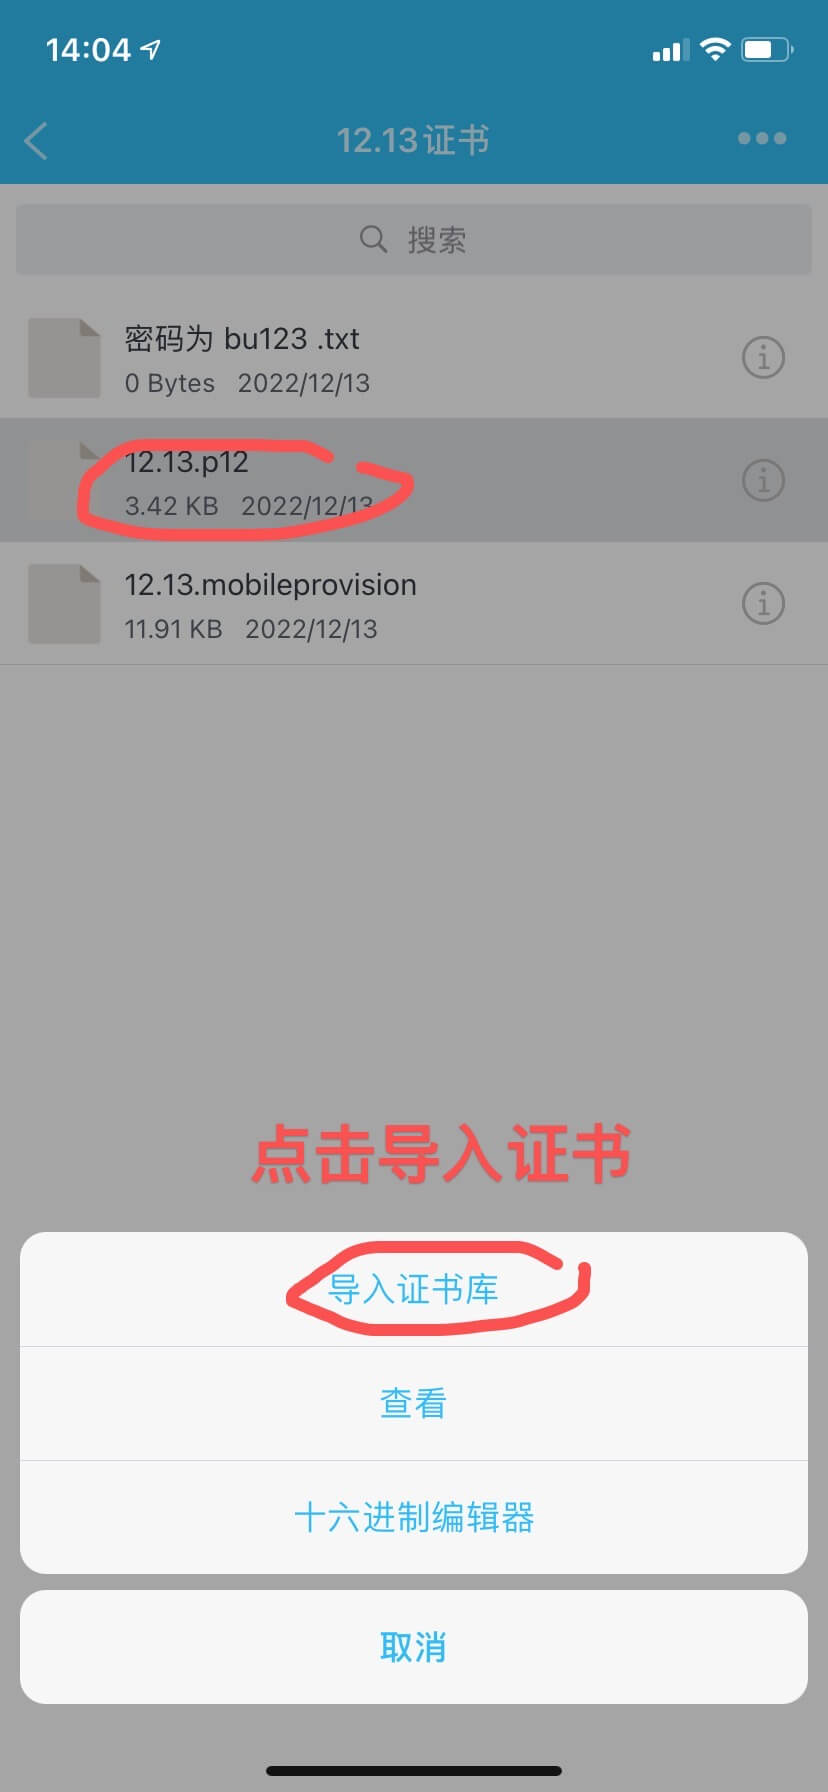 14:04
12.13证书
搜索
密码为 bu123 .txt
0 Bytes 2022/12/13
12.13.p12
3.42 KB 2022/12/13
12.13.mobileprovision
11.91 KB 2022/12/13
点击导入证书
导入证书库
查看
十六进制编辑器
取消